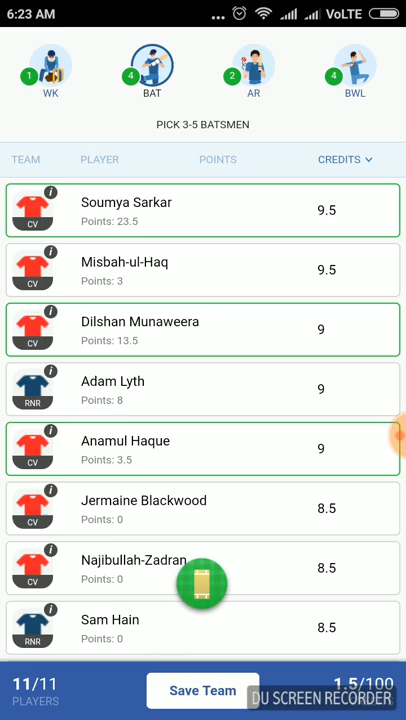 6:23 AM ... VoLTE
1 4 2 4
WK BAT AR BWL
PICK 3-5 BATSMEN
TEAM PLAYER POINTS CREDITS
i
Soumya Sarkar
CV Points: 23.5 9.5
i
Misbah-ul-Haq
CV Points: 3 9.5
i
Dilshan Munaweera
CV Points: 13.5 9
i
Adam Lyth
RNR Points: 8 9
i
Anamul Haque
CV Points: 3.5 9
i
Jermaine Blackwood
CV Points: 0 8.5
i
Najibullah-Zadran
CV Points: 0 8.5
i
Sam Hain
RNR Points: 0 8.5
11/11 Save Team 1.5/100
PLAYERS DU SCREEN RECORDER